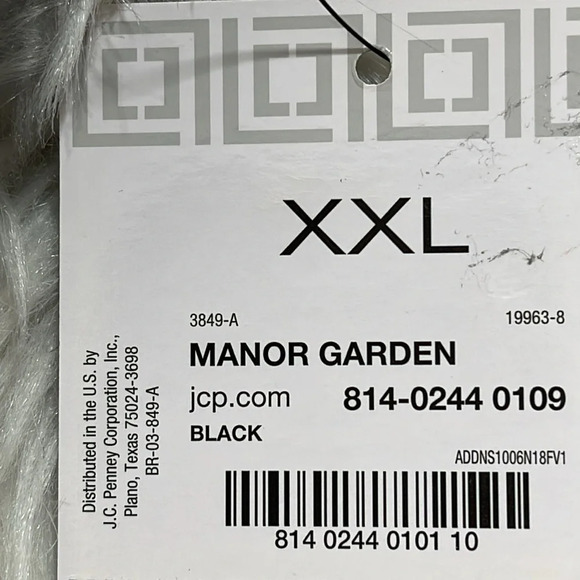 XXL
3849-A
19963-8
MANOR GARDEN
jcp.com
814-0244 0109
BLACK
ADDNS1006N18FV1
814 0244 0101 10
Distributed in the U.S. by
J.C. Penney Corporation, Inc.,
Plano, Texas 75024-3698
BR-03-849-A